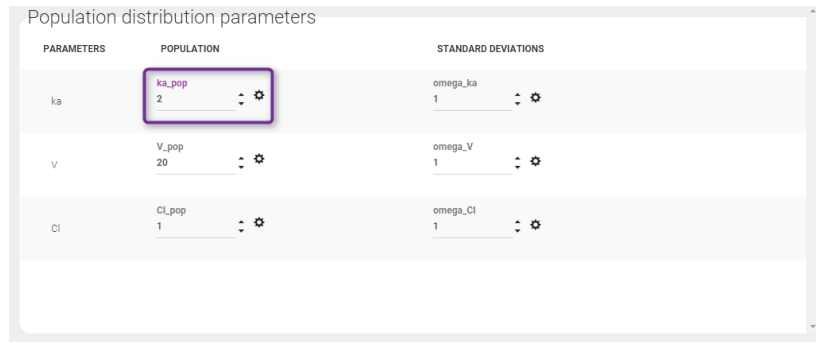 Population distribution parameters
PARAMETERS POPULATION STANDARD DEVIATIONS
ka_pop omega_ka
ka 2 1
V_pop omega_V
V 20 1
Cl_pop omega_Cl
Cl 1 1